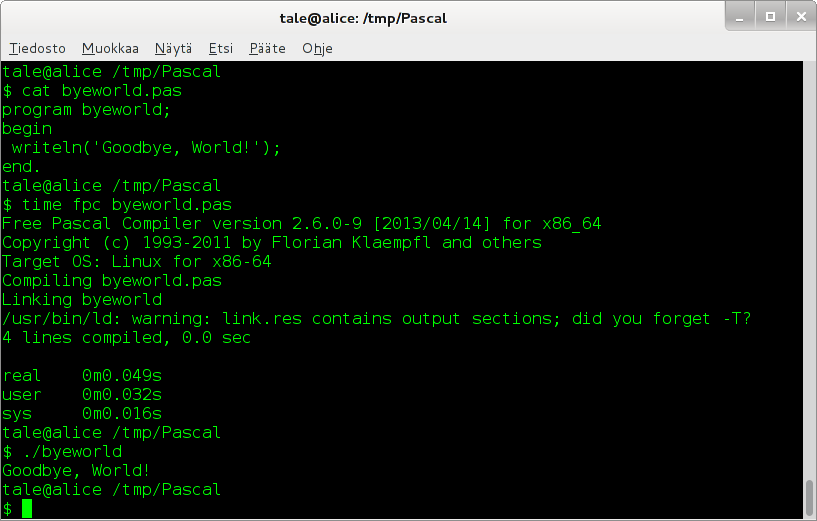 tale@alice: /tmp/Pascal
Tiedosto Muokkaa Näytä Etsi Pääte Ohje
tale@alice /tmp/Pascal
$ cat byeworld.pas
program byeworld;
begin
 writeln('Goodbye, World!');
end.
tale@alice /tmp/Pascal
$ time fpc byeworld.pas
Free Pascal Compiler version 2.6.0-9 [2013/04/14] for x86_64
Copyright (c) 1993-2011 by Florian Klaempfl and others
Target OS: Linux for x86-64
Compiling byeworld.pas
Linking byeworld
/usr/bin/ld: warning: link.res contains output sections; did you forget -T?
4 lines compiled, 0.0 sec

real    0m0.049s
user    0m0.032s
sys     0m0.016s
tale@alice /tmp/Pascal
$ ./byeworld
Goodbye, World!
tale@alice /tmp/Pascal
$